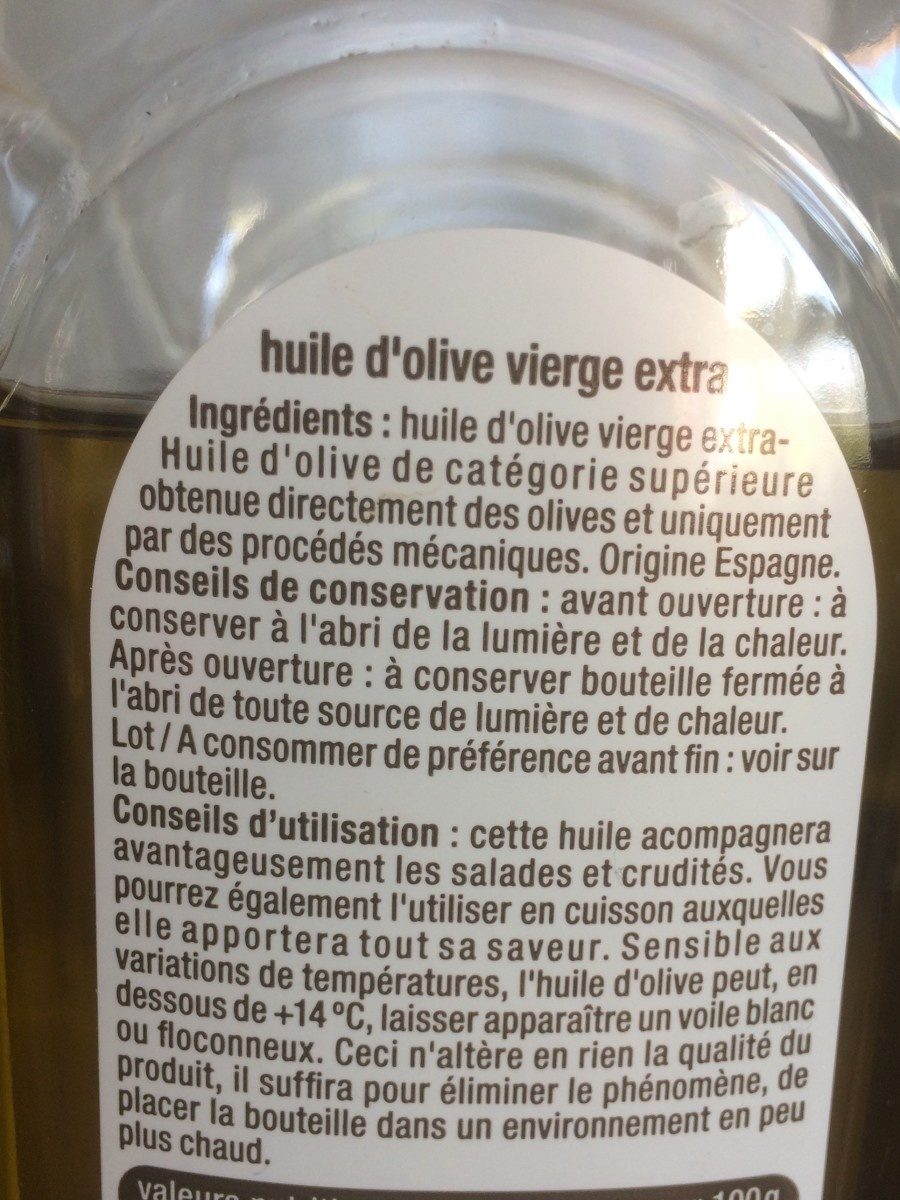 huile d'olive vierge extra
Ingrédients : huile d'olive vierge extra-
Huile d'olive de catégorie supérieure
obtenue directement des olives et uniquement
par des procédés mécaniques. Origine Espagne.
Conseils de conservation : avant ouverture : à
conserver à l'abri de la lumière et de la chaleur.
Après ouverture : à conserver bouteille fermée à
l'abri de toute source de lumière et de chaleur.
Lot / A consommer de préférence avant fin : voir sur
la bouteille.
Conseils d’utilisation : cette huile acompagnera
avantageusement les salades et crudités. Vous
pourrez également l'utiliser en cuisson auxquelles
elle apportera tout sa saveur. Sensible aux
variations de températures, l'huile d'olive peut, en
dessous de +14 °C, laisser apparaître un voile blanc
ou floconneux. Ceci n'altère en rien la qualité du
produit, il suffira pour éliminer le phénomène, de
placer la bouteille dans un environnement en peu
plus chaud.
valeurs 100g